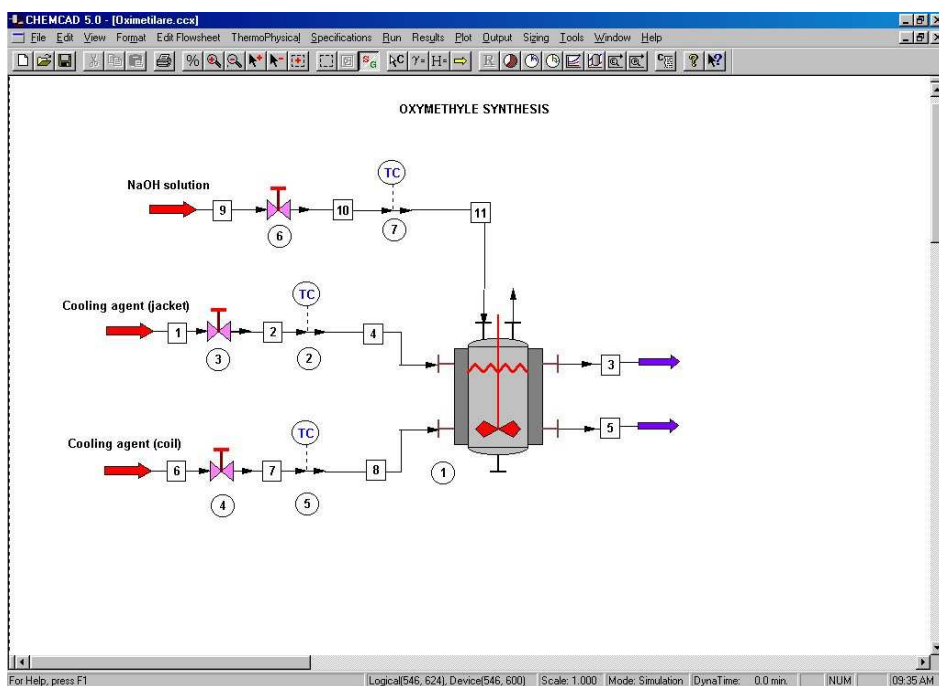 CHEMCAD 5.0 - [Oximetilare.ccx]
File Edit View Format Edit Flowsheet ThermoPhysical Specifications Run Results Plot Output Sizing Tools Window Help
% S G RC γ= H= R ? ?
OXYMETHYLE SYNTHESIS
TC
NaOH solution
9 10 11
6 7
TC
Cooling agent (jacket)
1 2 4
3 2
3
TC
Cooling agent (coil)
5
6 7 8
1
4 5
For Help, press F1 Logical(546, 624), Device(546, 600) Scale: 1.000 Mode: Simulation DynaTime: 0.0 min. NUM 09:35 AM